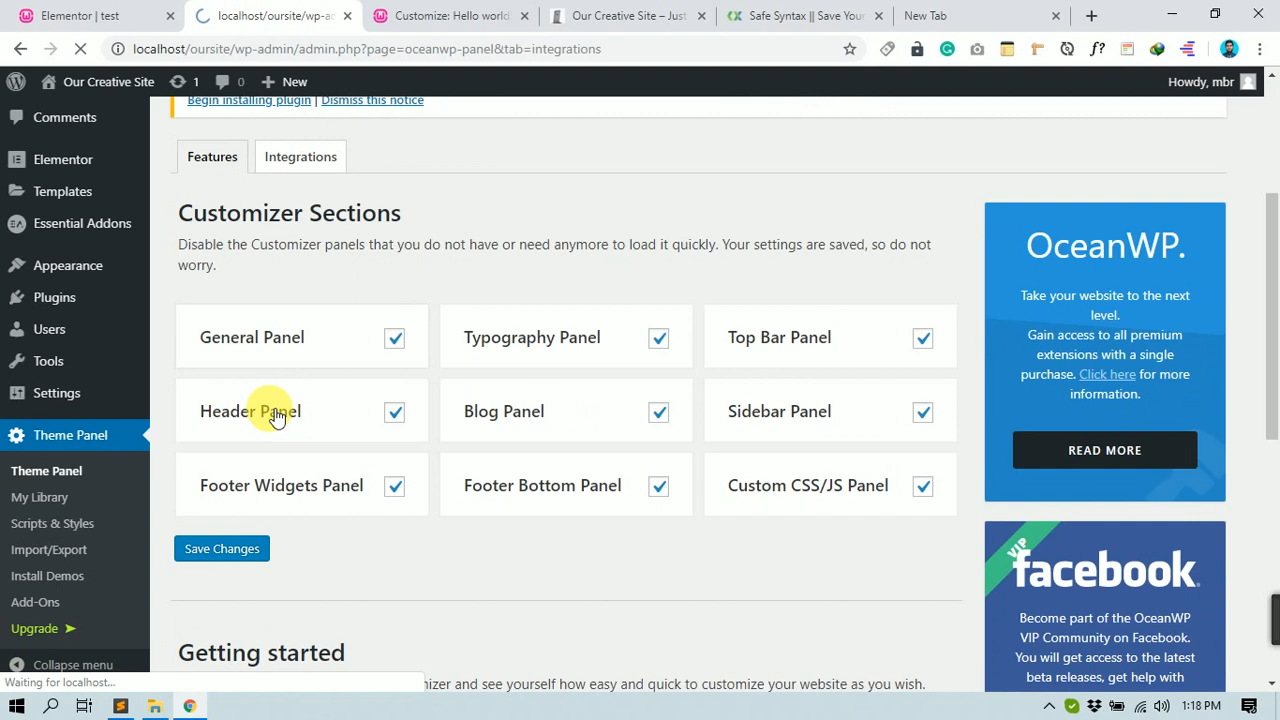 Elementor | test
localhost/oursite/wp-ad
Customize: Hello world
Our Creative Site – Just
Safe Syntax || Save You
New Tab
localhost/oursite/wp-admin/admin.php?page=oceanwp-panel&tab=integrations
f?
Our Creative Site
1
0
New
Howdy, mbr
Begin installing plugin | Dismiss this notice
Comments
Elementor
Templates
EA
Essential Addons
Appearance
Plugins
Users
Tools
Settings
Theme Panel
Theme Panel
My Library
Scripts & Styles
Import/Export
Install Demos
Add-Ons
Upgrade
Collapse menu
Features
Integrations
Customizer Sections
Disable the Customizer panels that you do not have or need anymore to load it quickly. Your settings are saved, so do not
worry.
General Panel
Typography Panel
Top Bar Panel
Header Panel
Blog Panel
Sidebar Panel
Footer Widgets Panel
Footer Bottom Panel
Custom CSS/JS Panel
Save Changes
Getting started
mizer and see yourself how easy and quick to customize your website as you wish.
OceanWP.
Take your website to the next
level.
Gain access to all premium
extensions with a single
purchase. Click here for more
information.
READ MORE
VIP
facebook
Become part of the OceanWP
VIP Community on Facebook.
You will get access to the latest
beta releases, get help with
Waiting for localhost...
1:18 PM